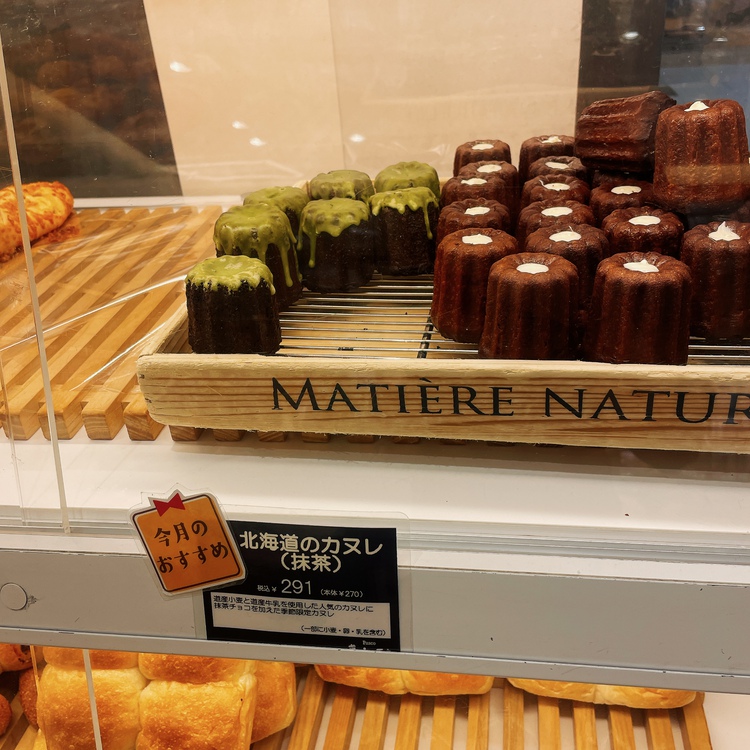 MATIÈRE NATUR
今月の
おすすめ
北海道のカヌレ
(抹茶)
税込¥ 291 (本体¥270)
道産小麦と道産牛乳を使用した人気のカヌレに
抹茶チョコを加えた季節限定カヌレ
(一部に小麦・卵・乳を含む)